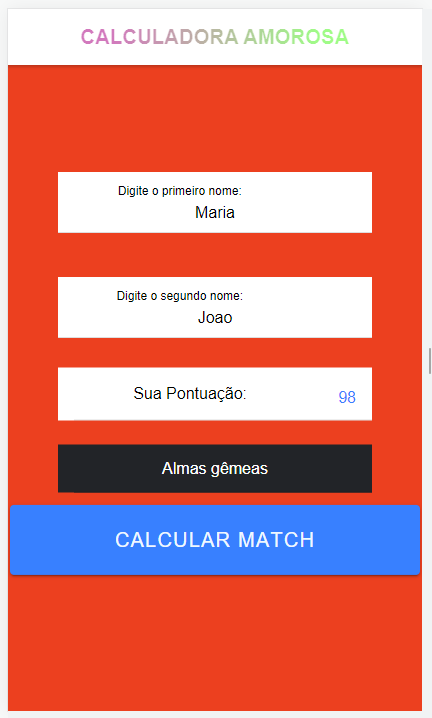 CALCULADORA AMOROSA
Digite o primeiro nome:
Maria
Digite o segundo nome:
Joao
Sua Pontuação: 98
Almas gêmeas
CALCULAR MATCH